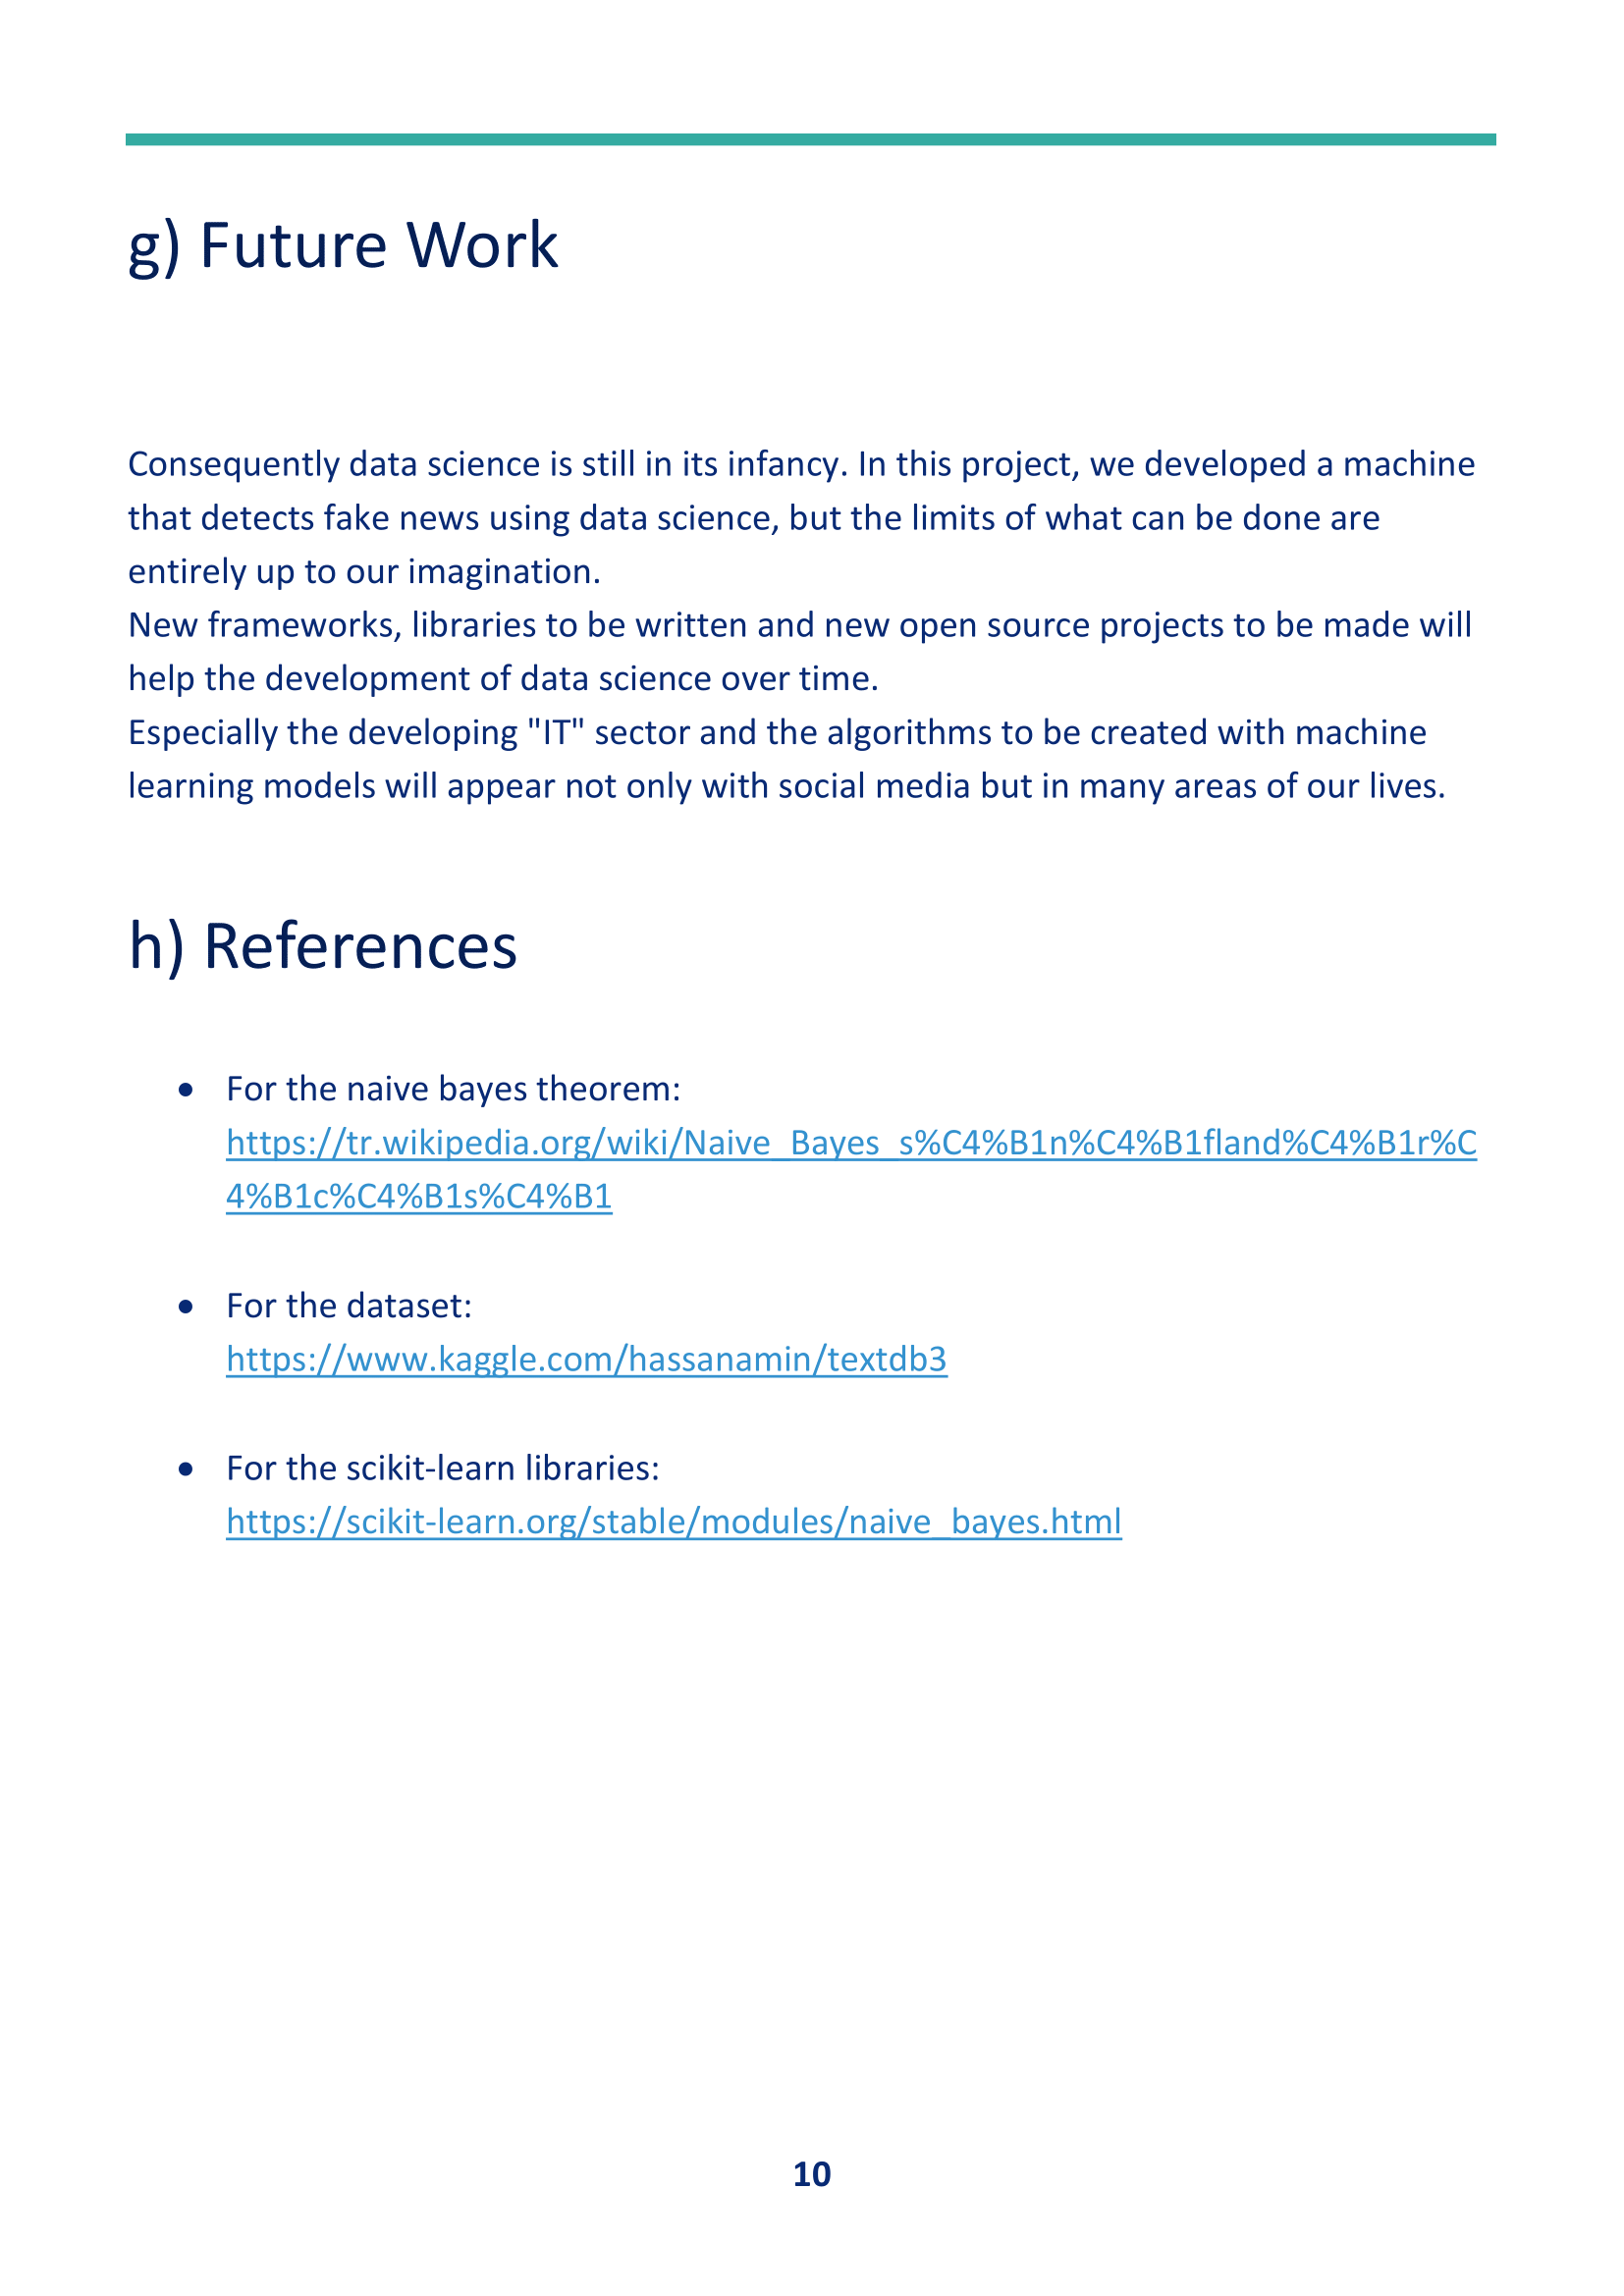 g) Future Work
Consequently data science is still in its infancy. In this project, we developed a machine
that detects fake news using data science, but the limits of what can be done are
entirely up to our imagination.
New frameworks, libraries to be written and new open source projects to be made will
help the development of data science over time.
Especially the developing "IT" sector and the algorithms to be created with machine
learning models will appear not only with social media but in many areas of our lives.
h) References
• For the naive bayes theorem:
https://tr.wikipedia.org/wiki/Naive_Bayes_s%C4%B1n%C4%B1fland%C4%B1r%C
4%B1c%C4%B1s%C4%B1
• For the dataset:
https://www.kaggle.com/hassanamin/textdb3
• For the scikit-learn libraries:
https://scikit-learn.org/stable/modules/naive_bayes.html
10